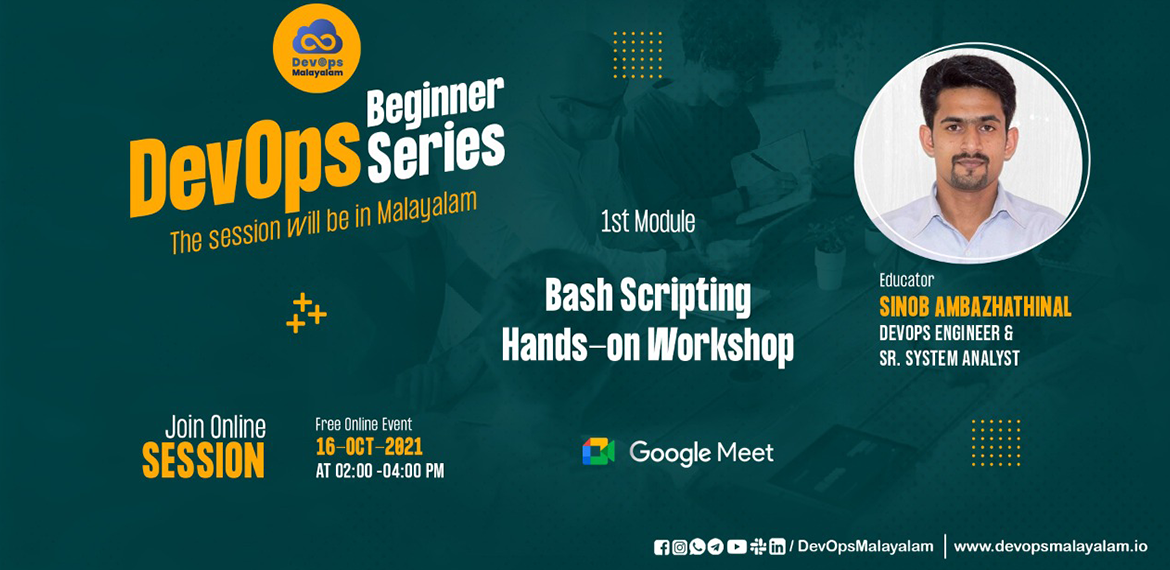 DevOps
Malayalam
DevOps Beginner
Series
The session will be in Malayalam
1st Module
Bash Scripting
Hands-on Workshop
Educator
SINOB AMBAZHATHINAL
DEVOPS ENGINEER &
SR. SYSTEM ANALYST
Join Online
SESSION
Free Online Event
16-OCT-2021
AT 02:00 -04:00 PM
Google Meet
/ DevOpsMalayalam | www.devopsmalayalam.io